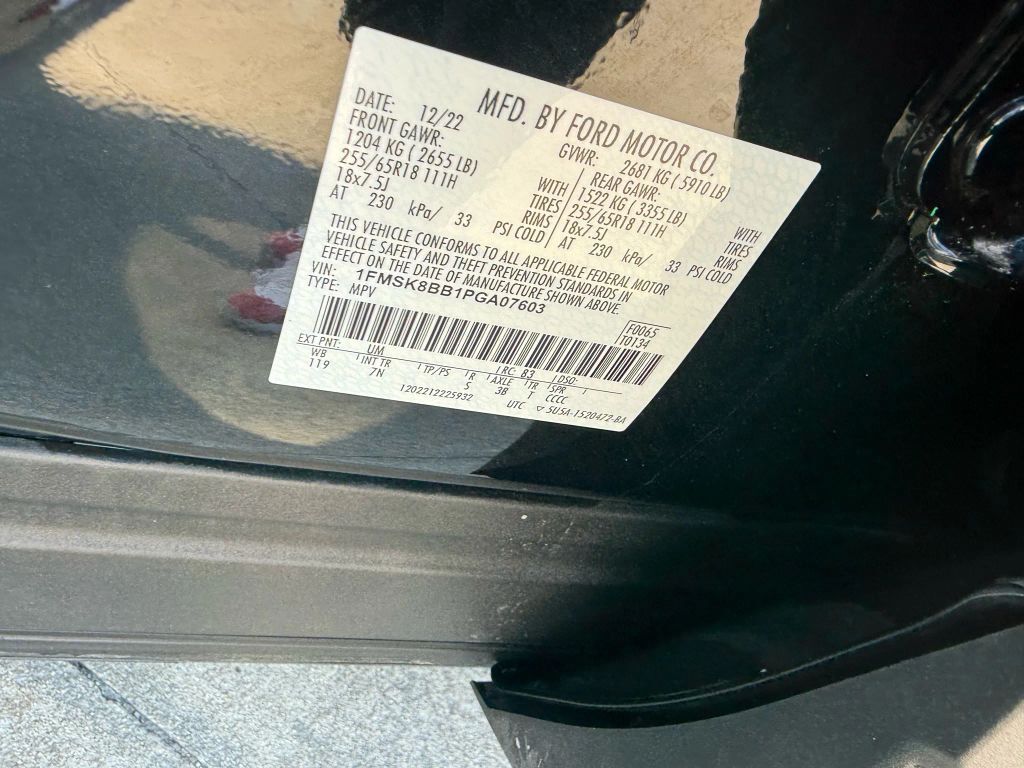 MFD. BY FORD MOTOR CO.
DATE: 12/22 GVWR: 2681 KG ( 5910 LB)
FRONT GAWR: REAR GAWR:
1204 KG ( 2655 LB) WITH 1522 KG ( 3355 LB) WITH
255/65R18 111H TIRES 255/65R18 111H TIRES
18x7.5J RIMS 18x7.5J RIMS
AT 230 kPa/ 33 PSI COLD AT 230 kPa/ 33 PSI COLD
THIS VEHICLE CONFORMS TO ALL APPLICABLE FEDERAL MOTOR
VEHICLE SAFETY AND THEFT PREVENTION STANDARDS IN
EFFECT ON THE DATE OF MANUFACTURE SHOWN ABOVE.
VIN: 1FMSK8BB1PGA07603
TYPE: MPV
F0065
T0134
EXT PNT: UM RC: 83 DSO:
WB INT TR TP/PS R AXLE TR SPR
119 7N S 3B T CCCC
1202212225932 UTC ▽ 5U5A-1520472-BA